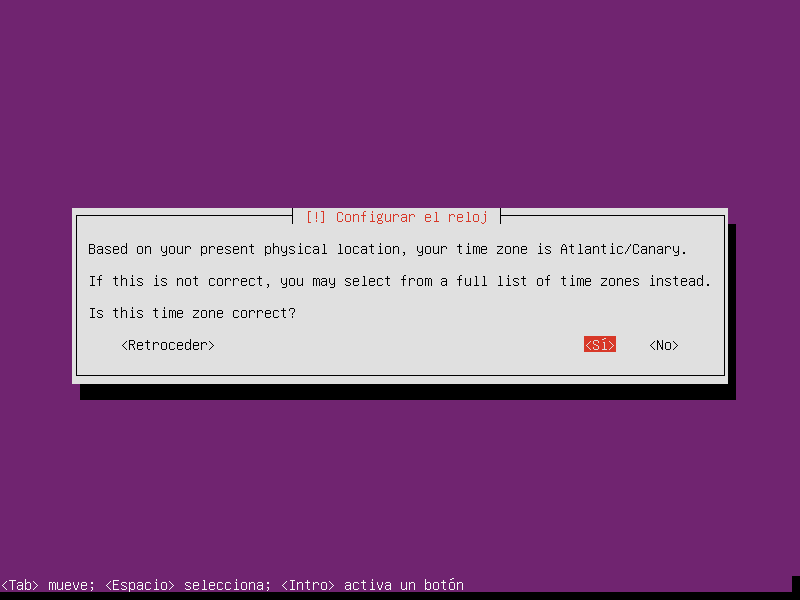 [!] Configurar el reloj
Based on your present physical location, your time zone is Atlantic/Canary.
If this is not correct, you may select from a full list of time zones instead.
Is this time zone correct?
<Retroceder> <Sí> <No>
<Tab> mueve; <Espacio> selecciona; <Intro> activa un botón